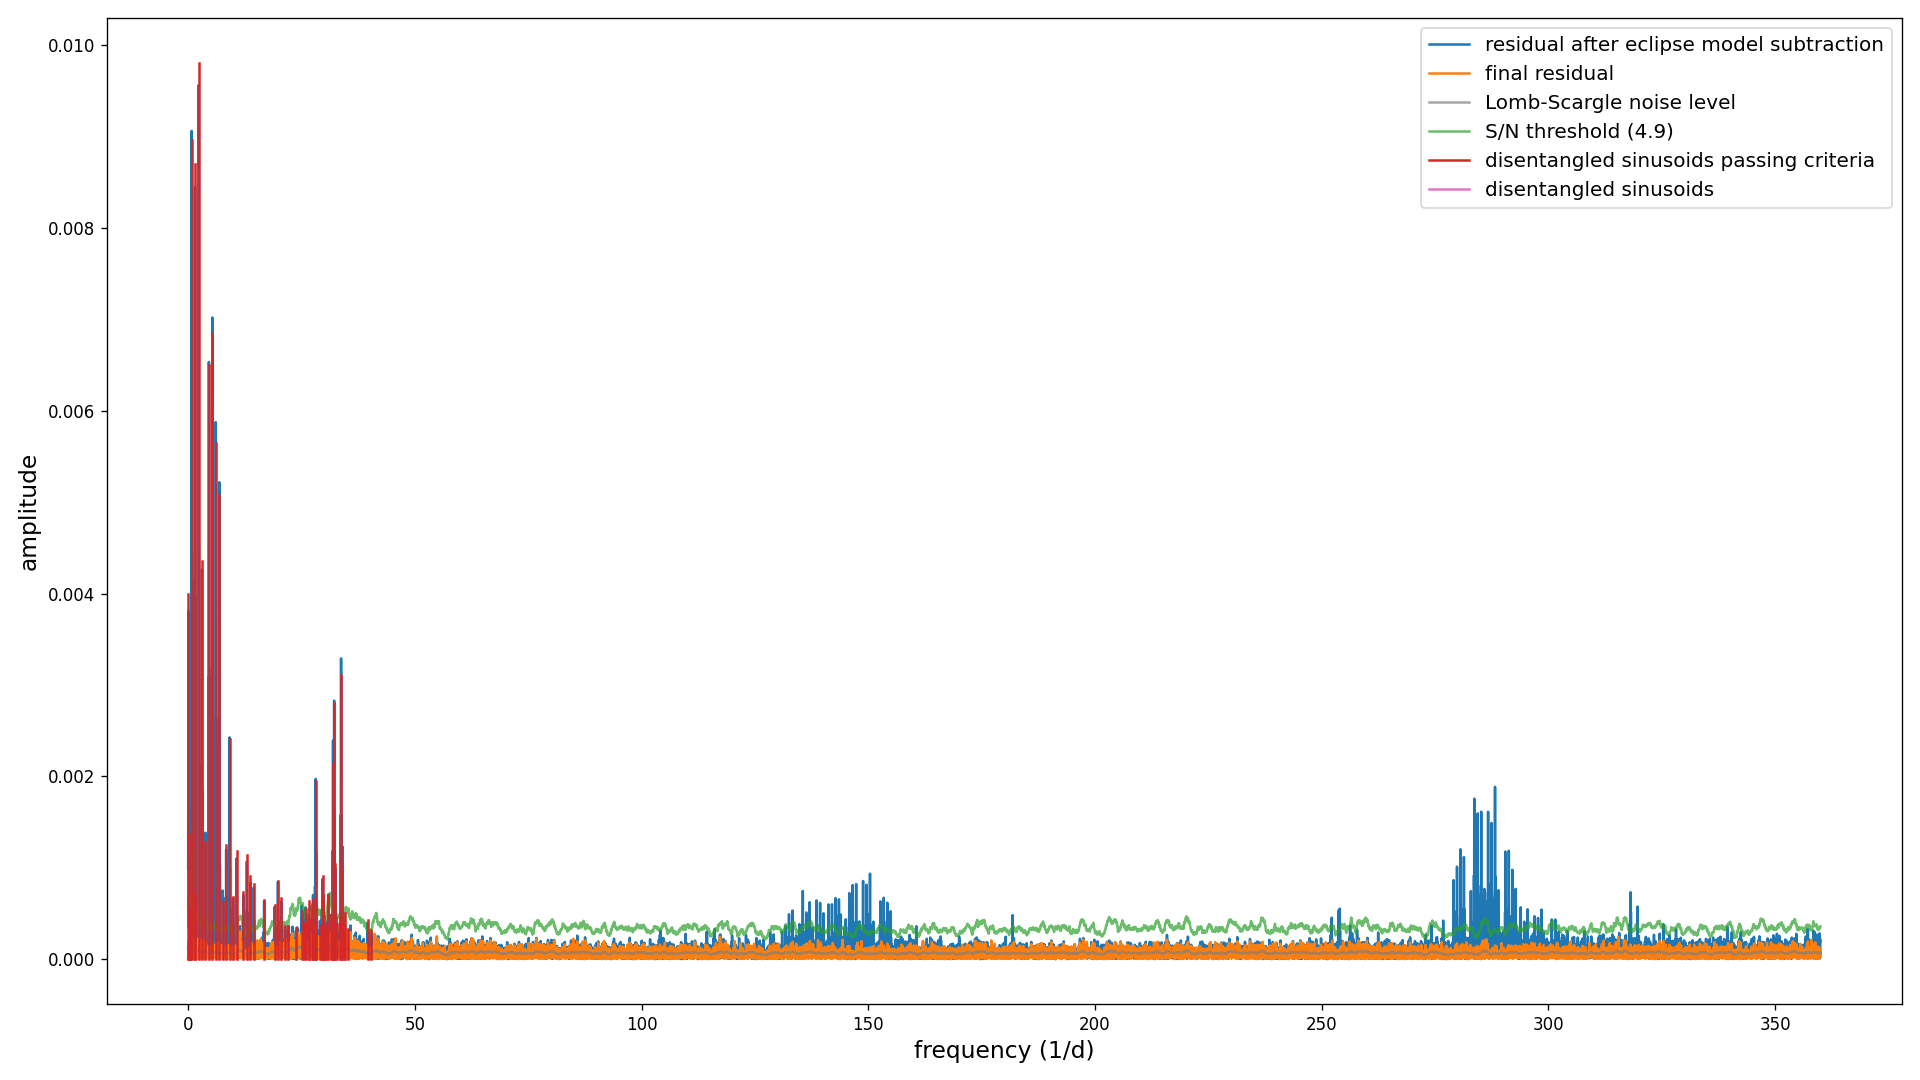 residual after eclipse model subtraction
final residual
Lomb-Scargle noise level
S/N threshold (4.9)
disentangled sinusoids passing criteria
disentangled sinusoids
amplitude
0.010
0.008
0.006
0.004
0.002
0.000
0 50 100 150 200 250 300 350
frequency (1/d)